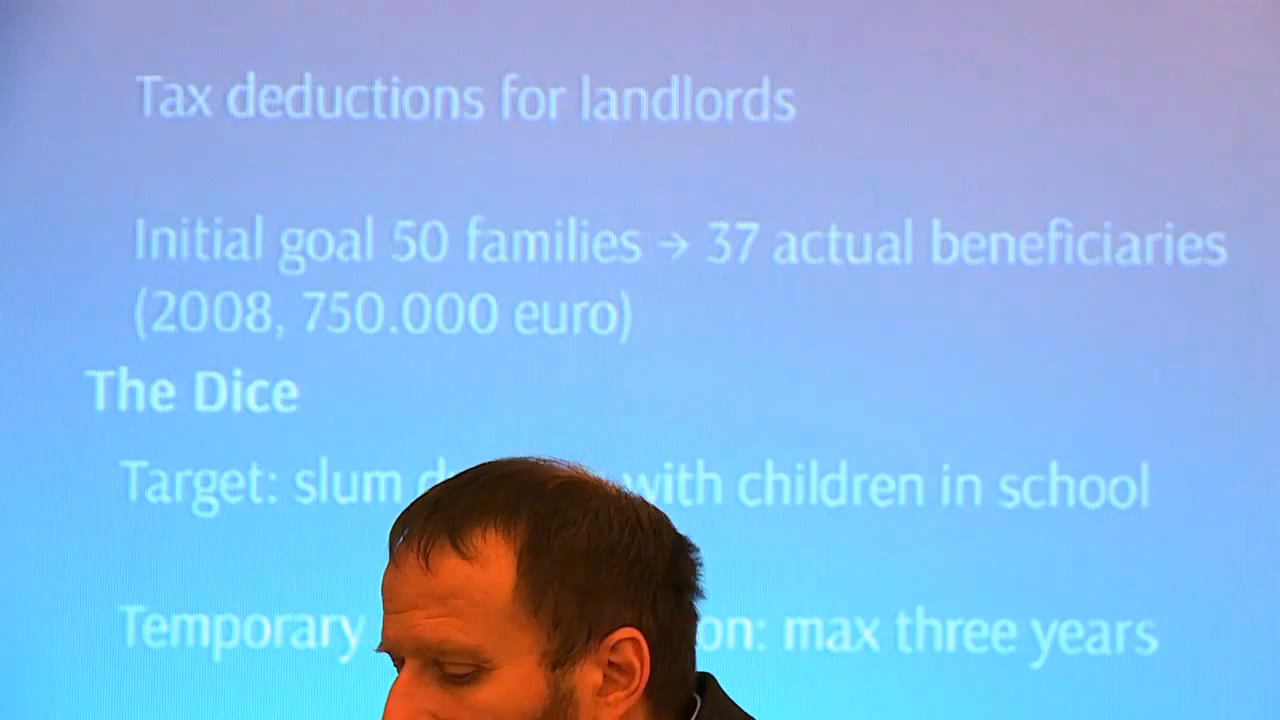 Tax deductions for landlords
Initial goal 50 families → 37 actual beneficiaries
(2008, 750.000 euro)
The Dice
Target: slum with children in school
Temporary max three years